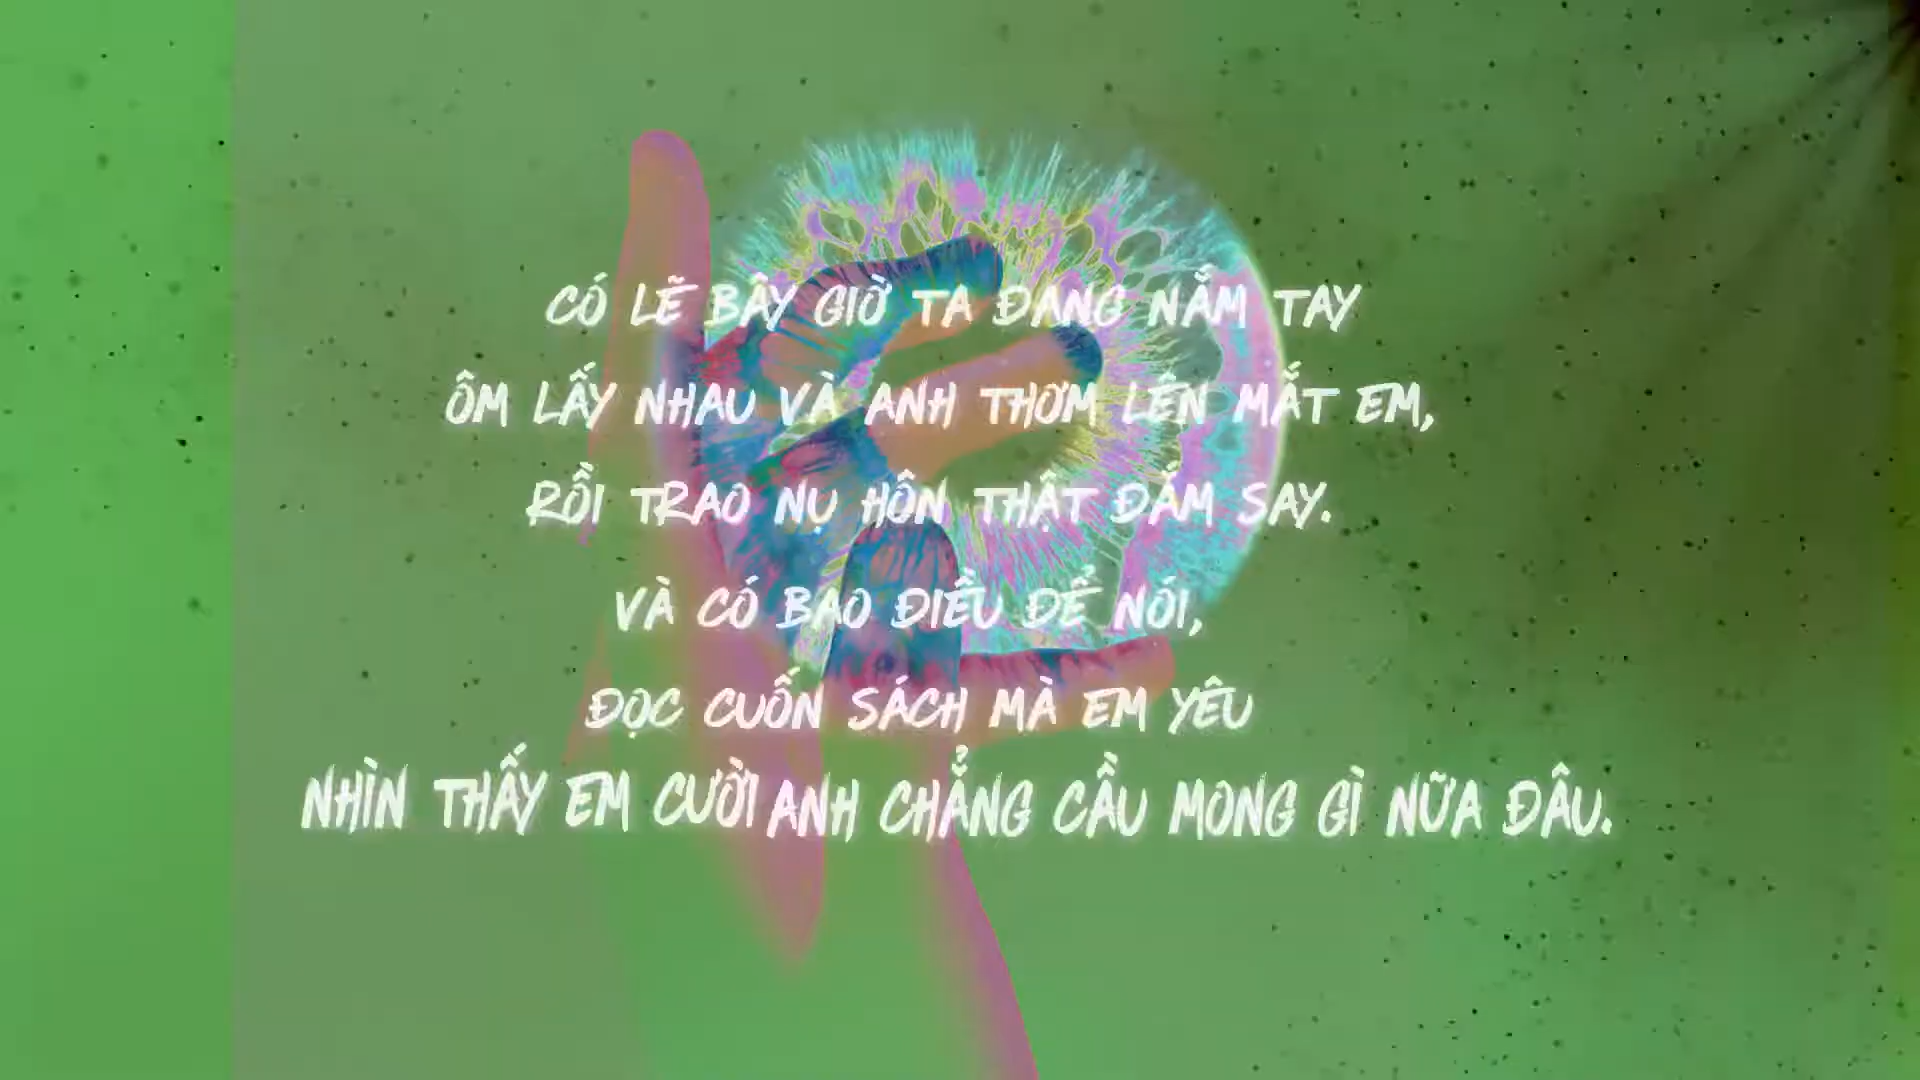 CÓ LẼ BÂY GIỜ TA ĐANG NẮM TAY
ÔM LẤY NHAU VÀ ANH THƠM LÊN MẮT EM,
RỒI TRAO NỤ HÔN THẬT ĐẮM SAY.
VÀ CÓ BAO ĐIỀU ĐỂ NÓI,
ĐỌC CUỐN SÁCH MÀ EM YÊU
NHÌN THẤY EM CƯỜI ANH CHẲNG CẦU MONG GÌ NỮA ĐÂU.